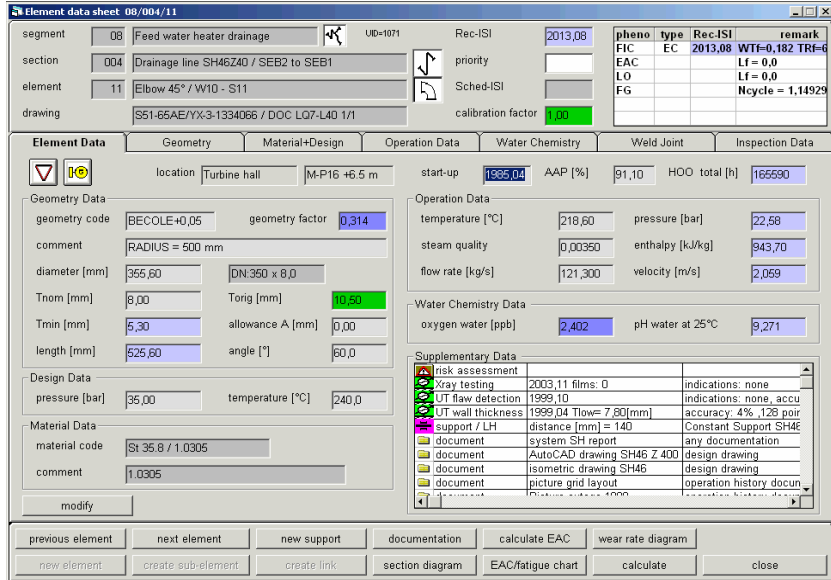 Element data sheet 08/004/11
segment 08 Feed water heater drainage UID=1071 Rec-ISI 2013,08
section 004 Drainage line SH46Z40 / SEB2 to SEB1 priority
element 11 Elbow 45° / W10 - S11 Sched-ISI
drawing S51-65AE/YX-3-1334066 / DOC LQ7-L40 1/1 calibration factor 1,00
pheno type Rec-ISI remark
FIC EC 2013,08 WTf=0,182 TRf=6
EAC Lf = 0,0
LO Lf = 0,0
FG Ncycle = 1,14929
Element Data Geometry Material+Design Operation Data Water Chemistry Weld Joint Inspection Data
location Turbine hall M-P16 +6.5 m start-up 1985,04 AAP [%] 91,10 HOO total [h] 165590
Geometry Data
geometry code BECOLE+0,05 geometry factor 0,314
comment RADIUS = 500 mm
diameter [mm] 355,60 DN:350 x 8,0
Tnom [mm] 8,00 Torig [mm] 10,50
Tmin [mm] 5,30 allowance A [mm] 0,00
length [mm] 525,60 angle [°] 60,0
Design Data
pressure [bar] 35,00 temperature [°C] 240,0
Material Data
material code St 35.8 / 1.0305
comment 1.0305
modify
Operation Data
temperature [°C] 218,60 pressure [bar] 22,58
steam quality 0,00350 enthalpy [kJ/kg] 943,70
flow rate [kg/s] 121,300 velocity [m/s] 2,059
Water Chemistry Data
oxygen water [ppb] 2,402 pH water at 25°C 9,271
Supplementary Data
risk assessment
Xray testing 2003,11 films: 0 indications: none
UT flaw detection 1999,10 indications: none, accu
UT wall thickness 1999,04 Tlow= 7,80[mm] accuracy: 4% ,128 poin
support / LH distance [mm] = 140 Constant Support SH46
document system SH report any documentation
document AutoCAD drawing SH46 Z 400 design drawing
document isometric drawing SH46 design drawing
document picture grid layout operation history docum
previous element next element new support documentation calculate EAC wear rate diagram
new element create sub-element create link section diagram EAC/fatigue chart calculate close